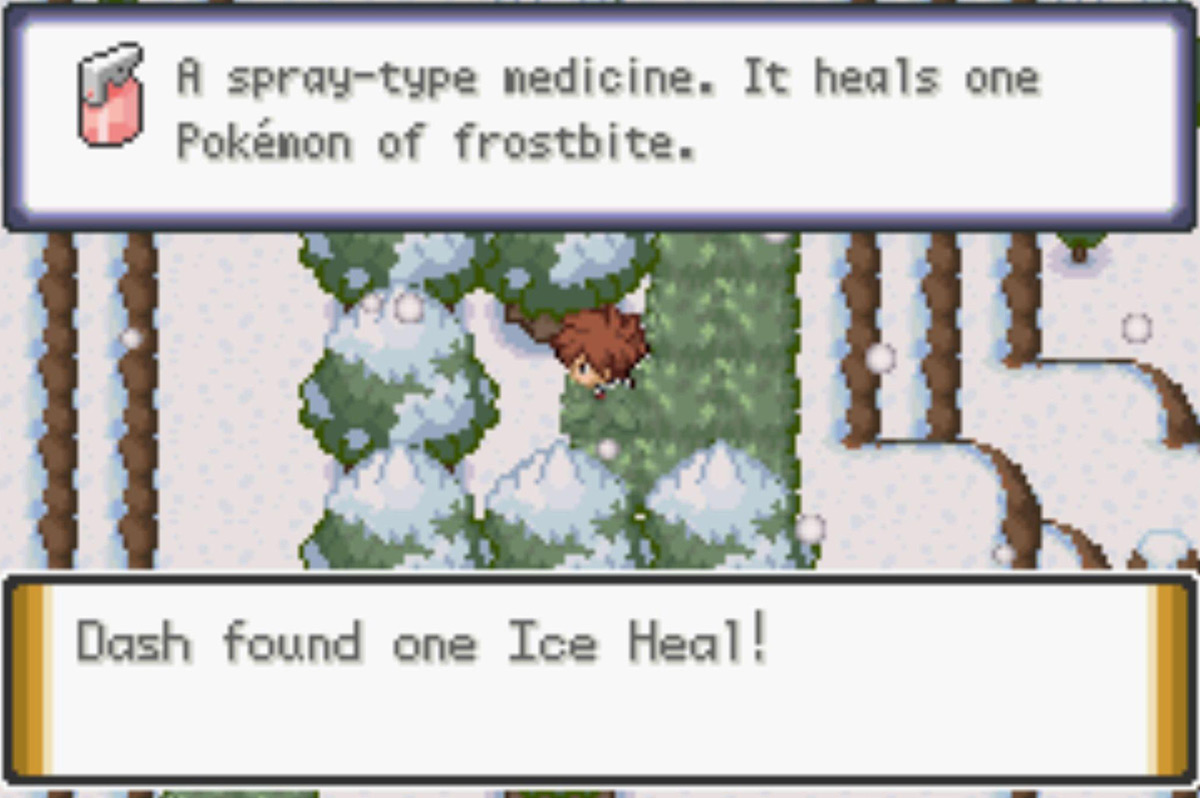 A spray-type medicine. It heals one
Pokémon of frostbite.
Dash found one Ice Heal!